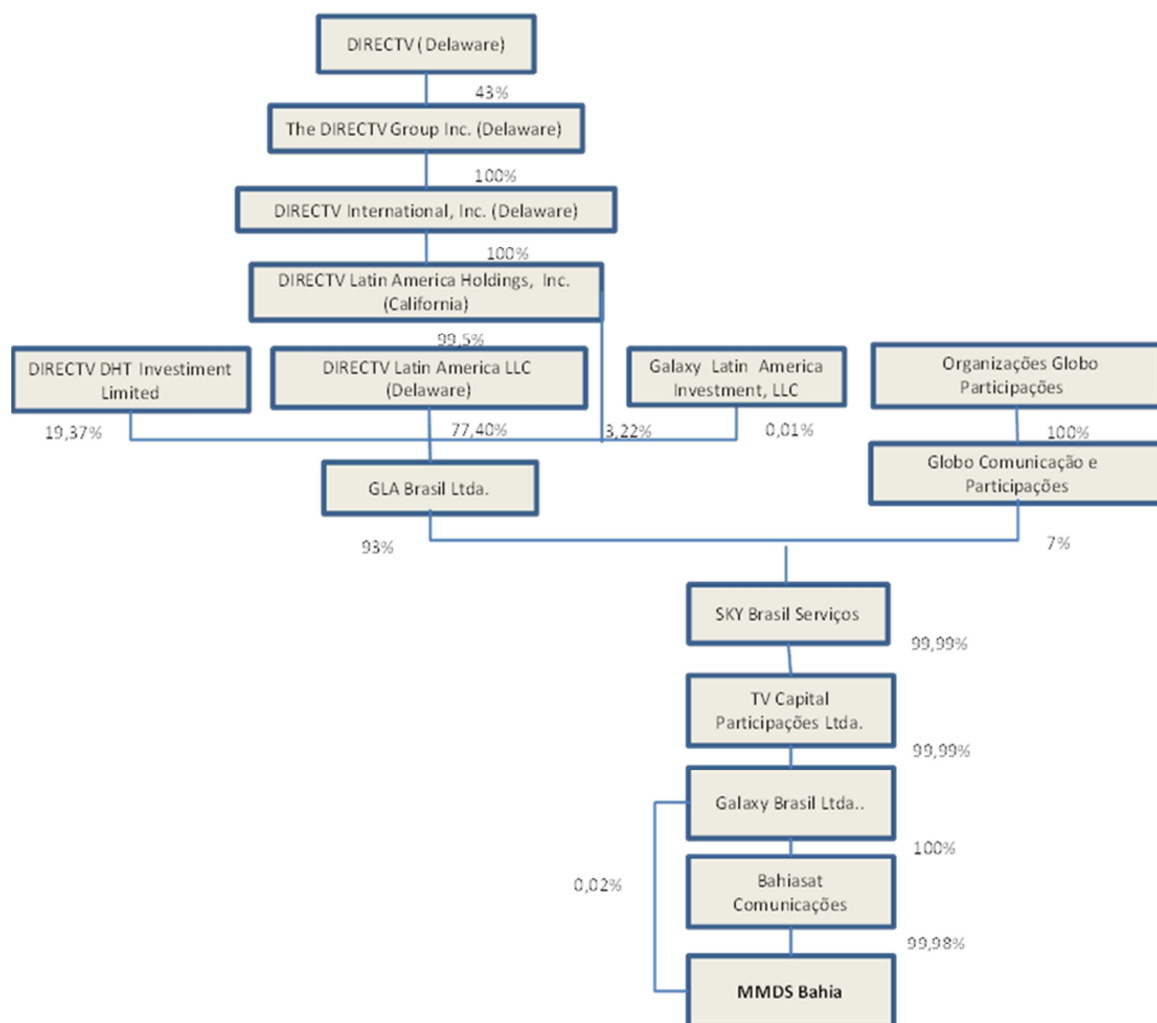 DIRECTV (Delaware)
43%
The DIRECTV Group Inc. (Delaware)
100%
DIRECTV International, Inc. (Delaware)
100%
DIRECTV Latin America Holdings, Inc.
(California)
99,5%
DIRECTV DHT Investiment
Limited
DIRECTV Latin America LLC
(Delaware)
Galaxy Latin America
Investment, LLC
Organizações Globo
Participações
19,37%
77,40%
3,22%
0,01%
100%
GLA Brasil Ltda.
Globo Comunicação e
Participações
93%
7%
SKY Brasil Serviços
99,99%
TV Capital
Participações Ltda.
99,99%
Galaxy Brasil Ltda..
100%
0,02%
Bahiasat
Comunicações
99,98%
MMDS Bahia